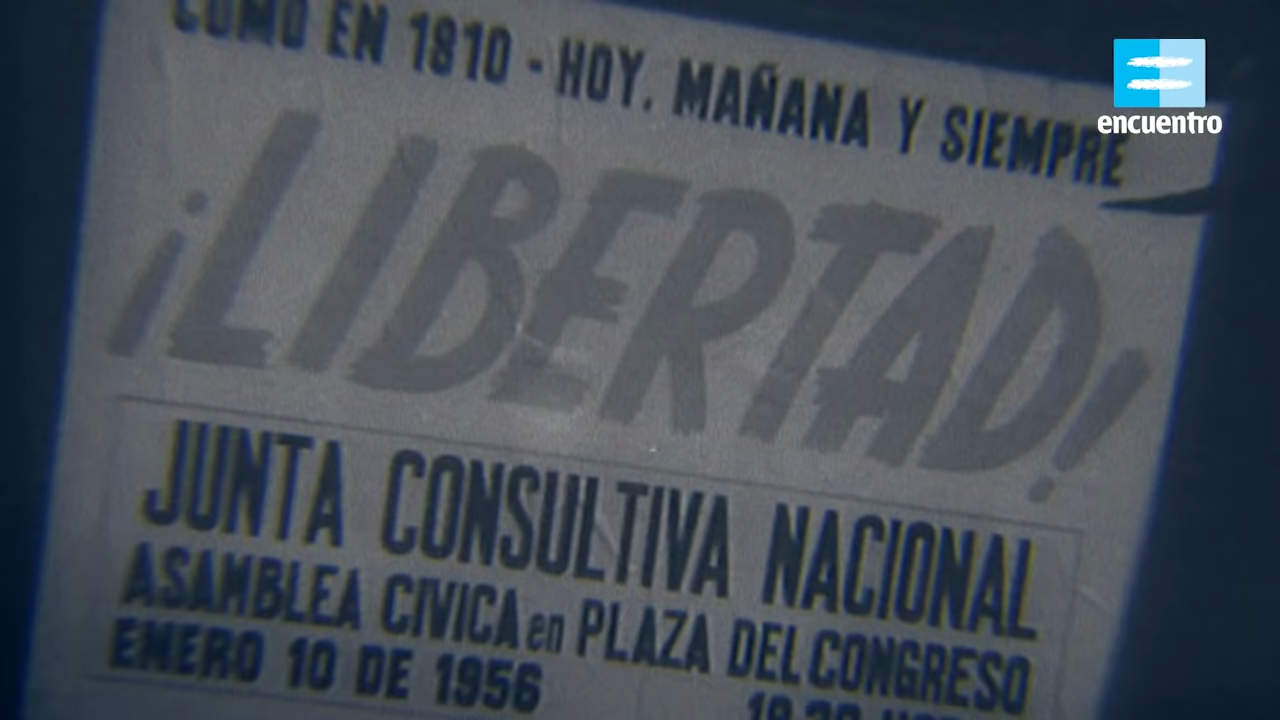 COMO EN 1810 - HOY. MAÑANA Y SIEMPRE
¡LIBERTAD!
JUNTA CONSULTIVA NACIONAL
ASAMBLEA CIVICA en PLAZA DEL CONGRESO
ENERO 10 DE 1956
encuentro